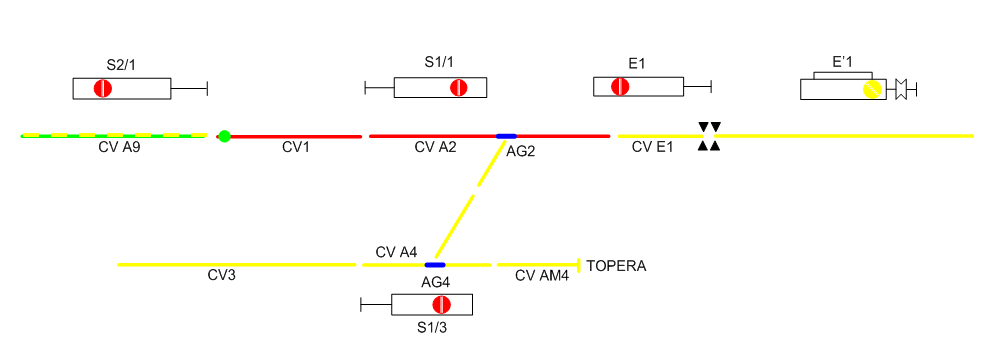 S2/1
S1/1
E1
E'1
CV A9
CV1
CV A2
AG2
CV E1
CV A4
CV3
AG4
CV AM4
TOPERA
S1/3